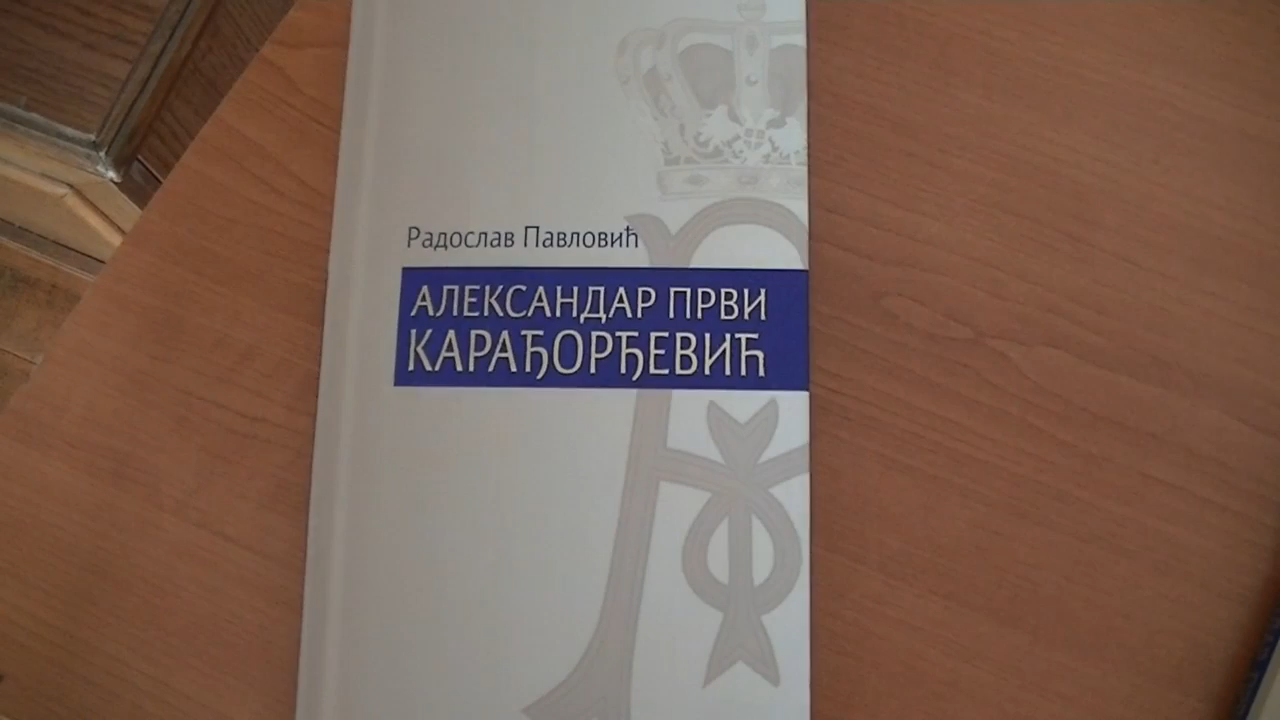 Радослав Павловић
АЛЕКСАНДАР ПРВИ
КАРАЂОРЂЕВИЋ